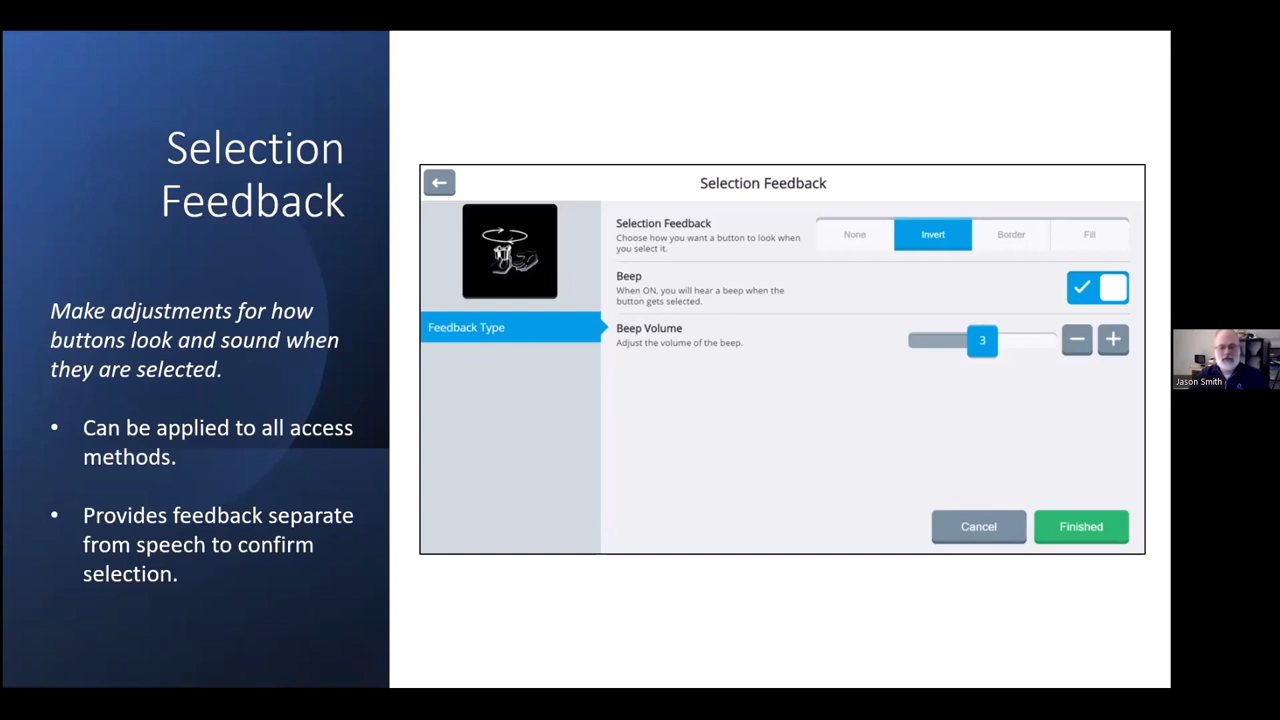 Selection
Feedback
Make adjustments for how
buttons look and sound when
they are selected.
• Can be applied to all access
methods.
• Provides feedback separate
from speech to confirm
selection.
Selection Feedback
Feedback Type
Selection Feedback
Choose how you want a button to look when
you select it.
None Invert Border Fill
Beep
When ON, you will hear a beep when the
button gets selected.
Beep Volume
Adjust the volume of the beep.
3
Cancel Finished
Jason Smith